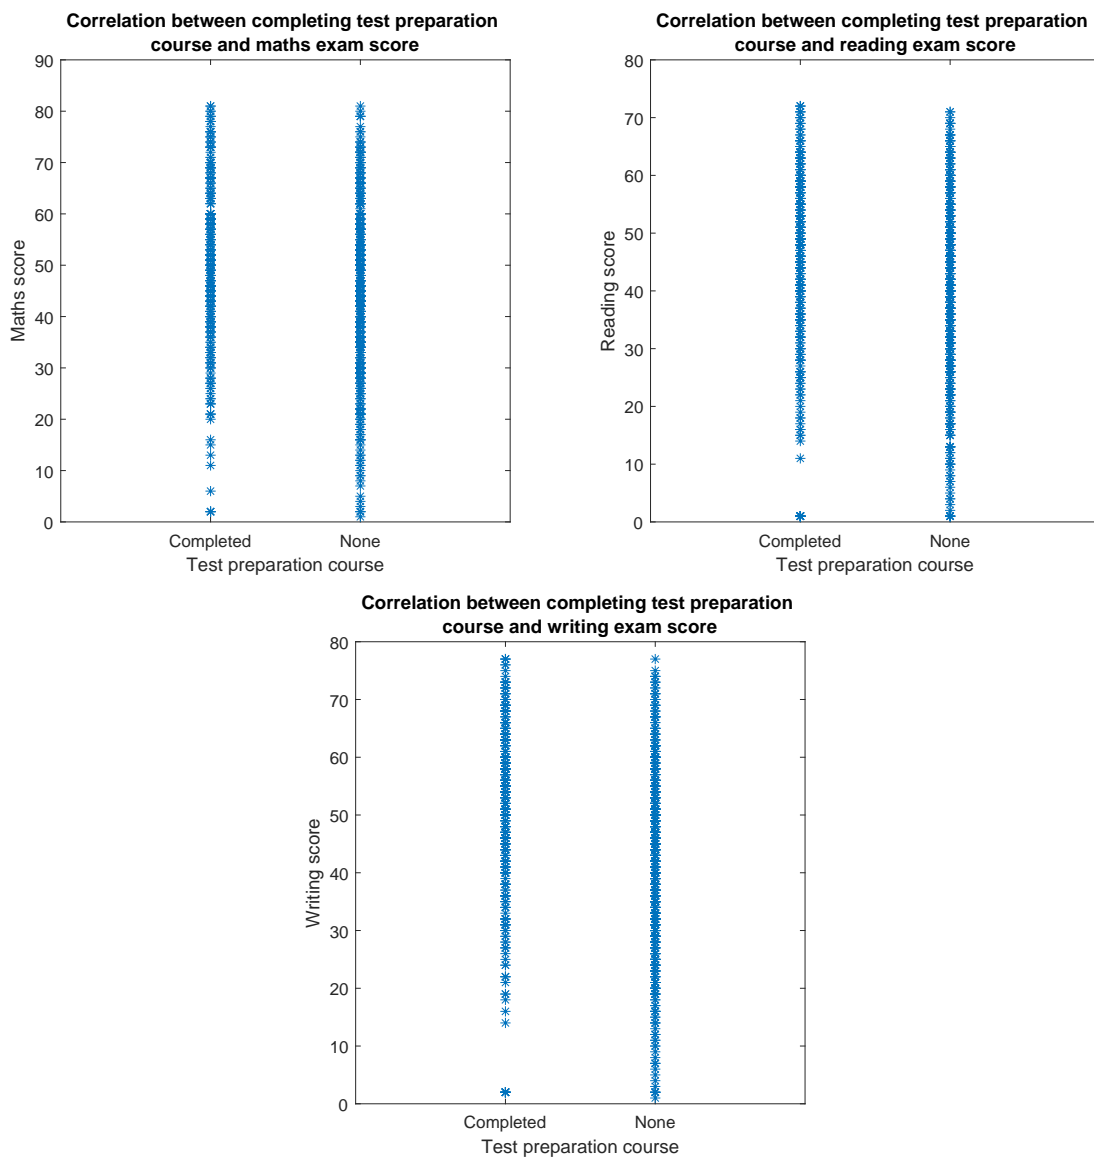 Correlation between completing test preparation
course and maths exam score
90
80
70
60
50
40
30
20
10
0
Maths score
Completed None
Test preparation course
Correlation between completing test preparation
course and reading exam score
80
70
60
50
40
30
20
10
0
Reading score
Completed None
Test preparation course
Correlation between completing test preparation
course and writing exam score
80
70
60
50
40
30
20
10
0
Writing score
Completed None
Test preparation course